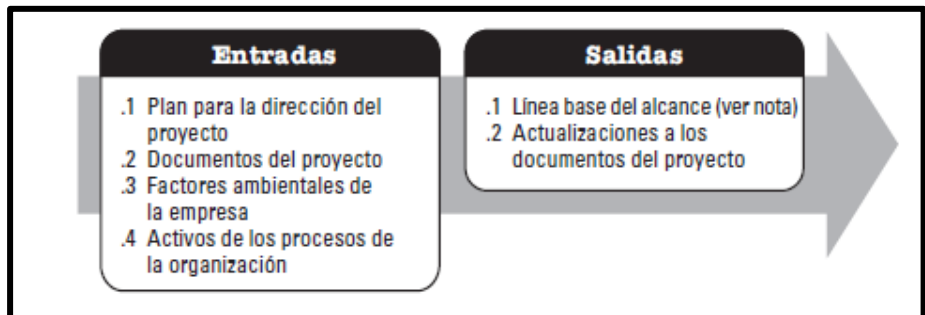 Entradas
.1 Plan para la dirección del
proyecto
.2 Documentos del proyecto
.3 Factores ambientales de
la empresa
.4 Activos de los procesos de
la organización
Salidas
.1 Línea base del alcance (ver nota)
.2 Actualizaciones a los
documentos del proyecto